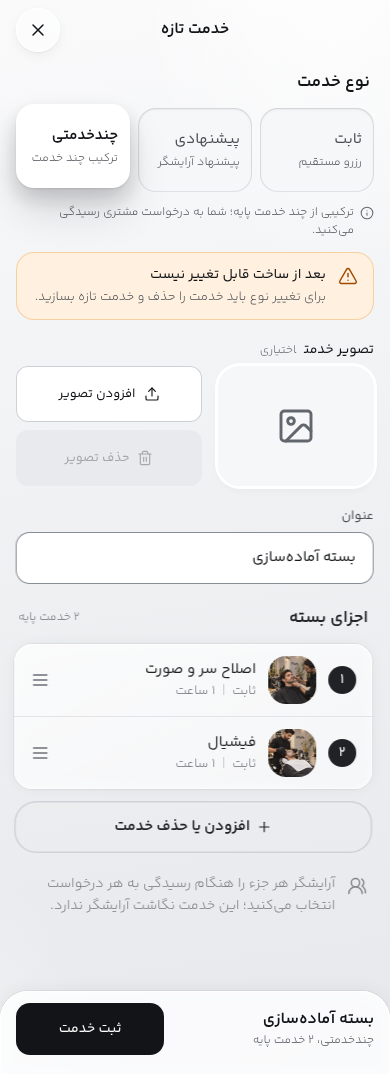 خدمت تازه
نوع خدمت
ثابت
رزرو مستقیم
پیشنهادی
پیشنهاد آرایشگر
چندخدمتی
ترکیب چند خدمت
ترکیبی از چند خدمت پایه؛ شما به درخواست مشتری رسیدگی
می‌کنید.
بعد از ساخت قابل تغییر نیست
برای تغییر نوع باید خدمت را حذف و خدمت تازه بسازید.
تصویر خدمت اختیاری
افزودن تصویر
حذف تصویر
عنوان
بسته آماده‌سازی
اجزای بسته
۲ خدمت پایه
۱
اصلاح سر و صورت
ثابت | ۱ ساعت
۲
فیشیال
ثابت | ۱ ساعت
+ افزودن یا حذف خدمت
آرایشگر هر جزء را هنگام رسیدگی به هر درخواست
انتخاب می‌کنید؛ این خدمت نگاشت آرایشگر ندارد.
بسته آماده‌سازی
چندخدمتی، ۲ خدمت پایه
ثبت خدمت